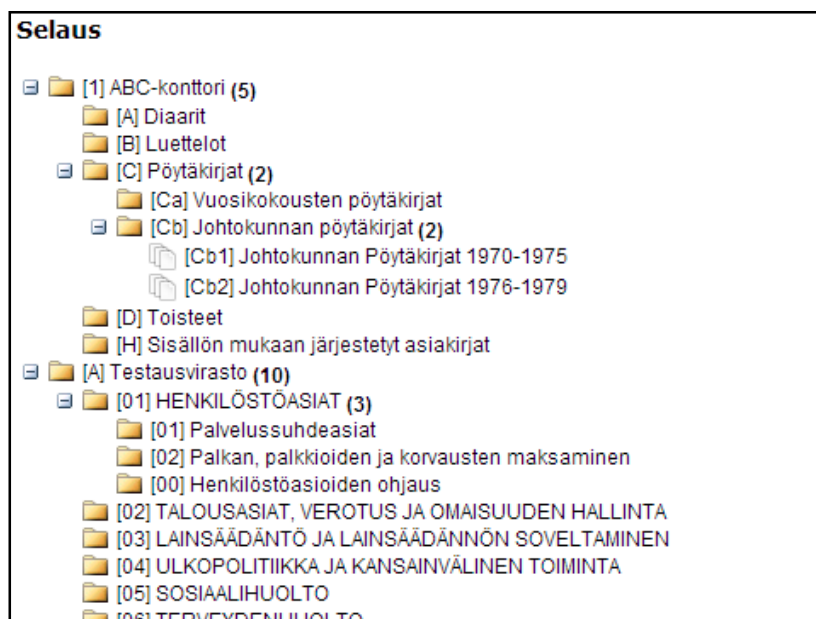 Selaus
[1] ABC-konttori (5)
[A] Diaarit
[B] Luettelot
[C] Pöytäkirjat (2)
[Ca] Vuosikokousten pöytäkirjat
[Cb] Johtokunnan pöytäkirjat (2)
[Cb1] Johtokunnan Pöytäkirjat 1970-1975
[Cb2] Johtokunnan Pöytäkirjat 1976-1979
[D] Toisteet
[H] Sisällön mukaan järjestetyt asiakirjat
[A] Testausvirasto (10)
[01] HENKILÖSTÖASIAT (3)
[01] Palvelussuhdeasiat
[02] Palkan, palkkioiden ja korvausten maksaminen
[00] Henkilöstöasioiden ohjaus
[02] TALOUSASIAT, VEROTUS JA OMAISUUDEN HALLINTA
[03] LAINSÄÄDÄNTÖ JA LAINSÄÄDÄNNÖN SOVELTAMINEN
[04] ULKOPOLITIIKKA JA KANSAINVÄLINEN TOIMINTA
[05] SOSIAALIHUOLTO
[06] TERVEYDENHUOLTO